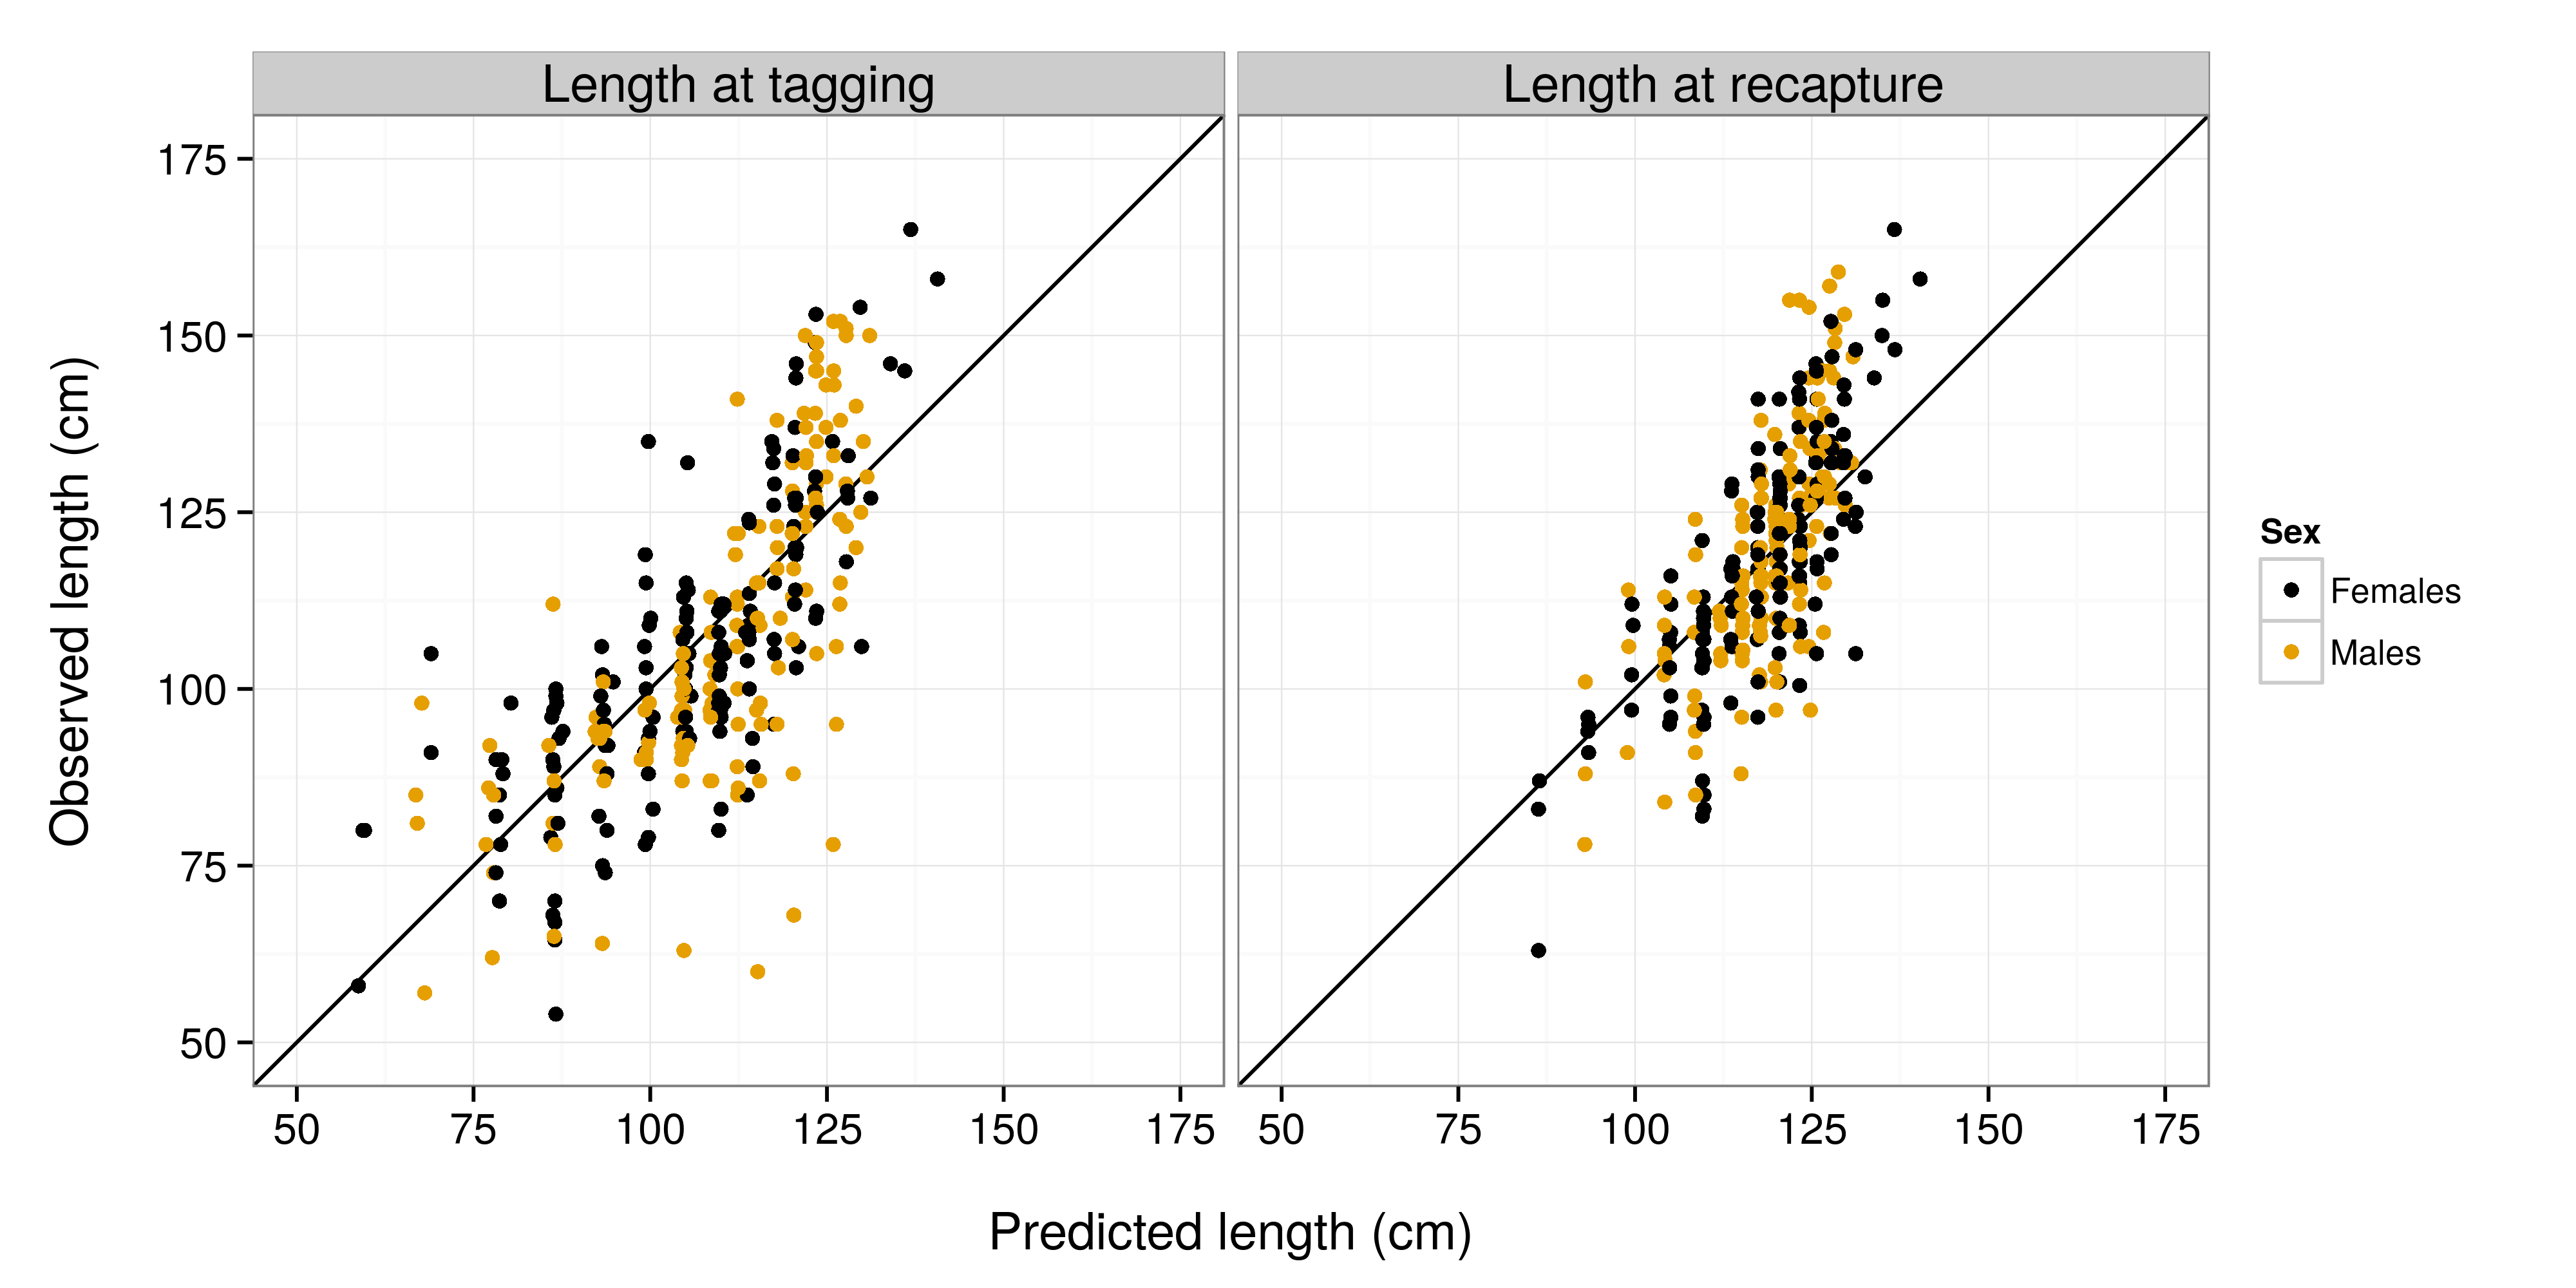 Length at tagging
Length at recapture
175
150
125
100
75
50
Observed length (cm)
50 75 100 125 150 175
50 75 100 125 150 175
Predicted length (cm)
Sex
Females
Males